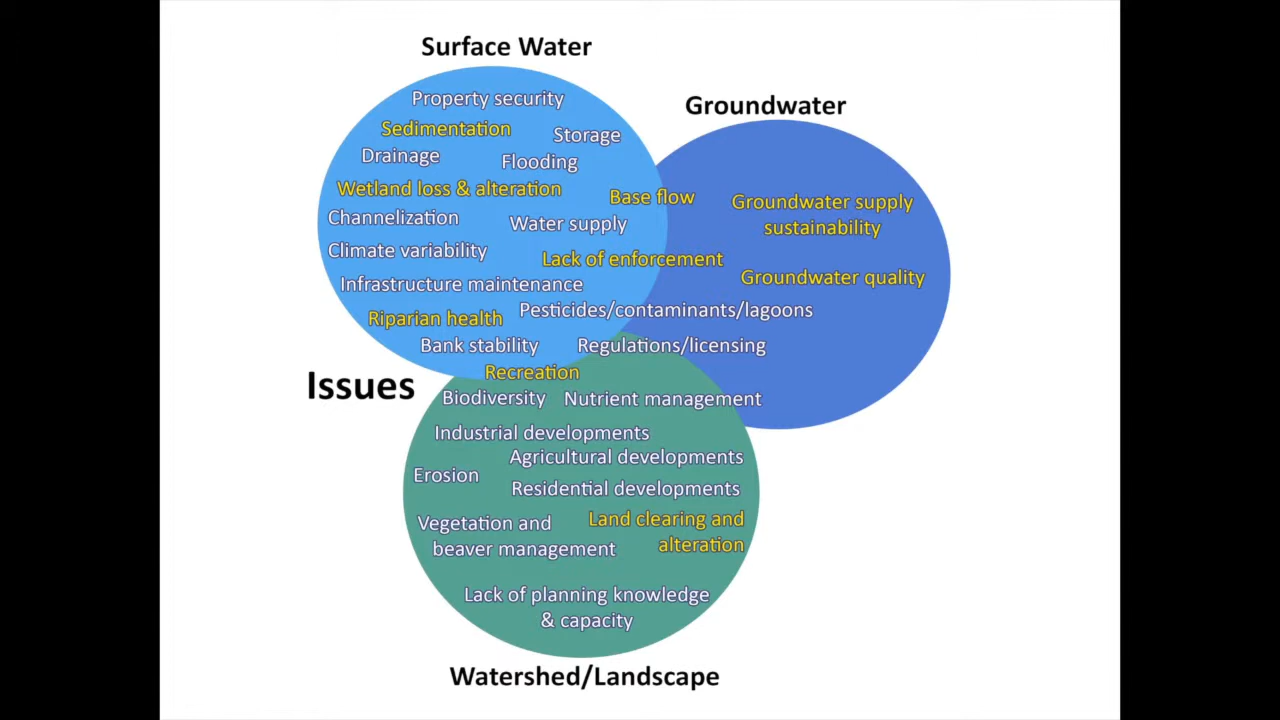 Surface Water
Groundwater
Property security
Sedimentation
Storage
Drainage
Flooding
Wetland loss & alteration
Base flow
Groundwater supply
sustainability
Channelization
Water supply
Climate variability
Lack of enforcement
Groundwater quality
Infrastructure maintenance
Riparian health
Pesticides/contaminants/lagoons
Bank stability
Regulations/licensing
Issues
Recreation
Biodiversity
Nutrient management
Industrial developments
Agricultural developments
Erosion
Residential developments
Vegetation and
beaver management
Land clearing and
alteration
Lack of planning knowledge
& capacity
Watershed/Landscape